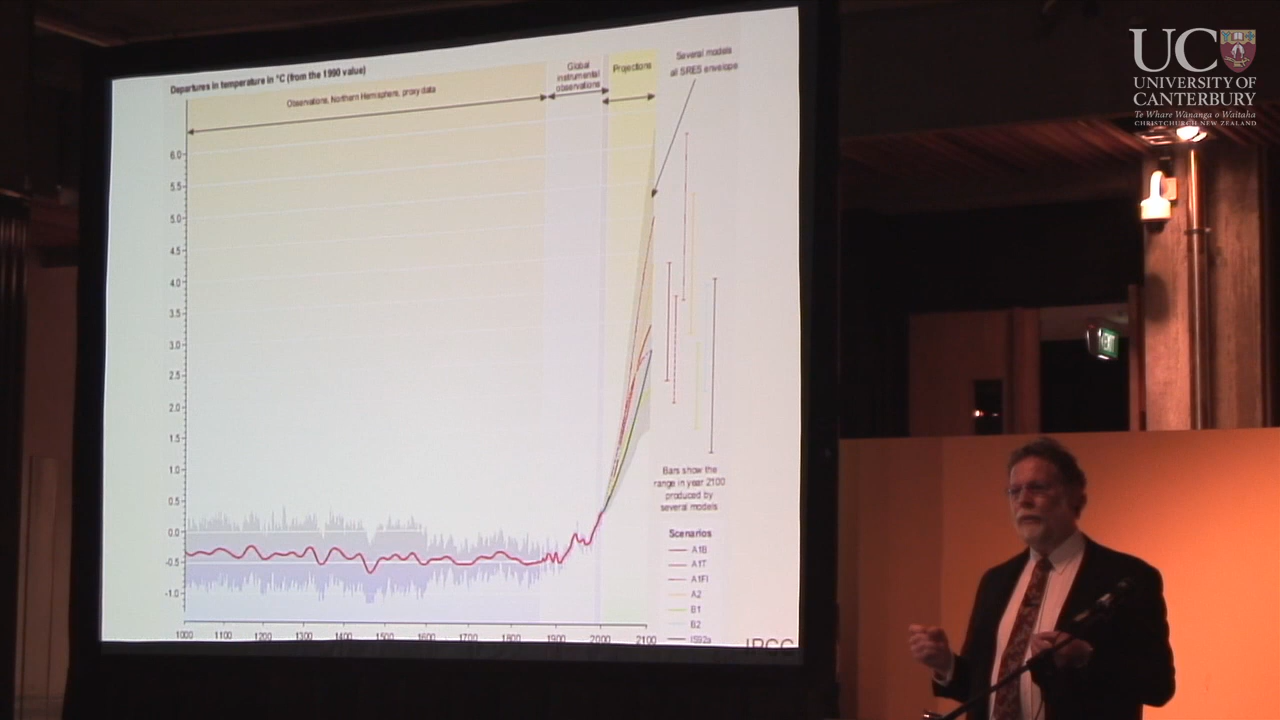 Departures in temperature in °C (from the 1990 value)
Observations, Northern Hemisphere, proxy data
Global
instrumental
observations
Projections
Several models
all SRES envelope
6.0
5.5
5.0
4.5
4.0
3.5
3.0
2.5
2.0
1.5
1.0
0.5
0.0
-0.5
-1.0
1000 1100 1200 1300 1400 1500 1600 1700 1800 1900 2000 2100
Bars show the
range in year 2100
produced by
several models
Scenarios
A1B
A1T
A1FI
A2
B1
B2
IS92a
IPCC
UC
UNIVERSITY OF
CANTERBURY
Te Whare Wānanga o Waitaha
CHRISTCHURCH NEW ZEALAND
EXIT